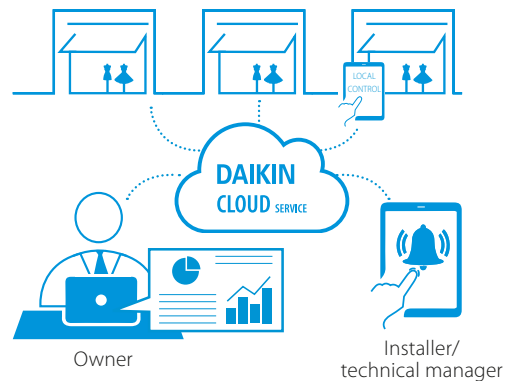 LOCAL
CONTROL
DAIKIN
CLOUD SERVICE
Owner
Installer/
technical manager